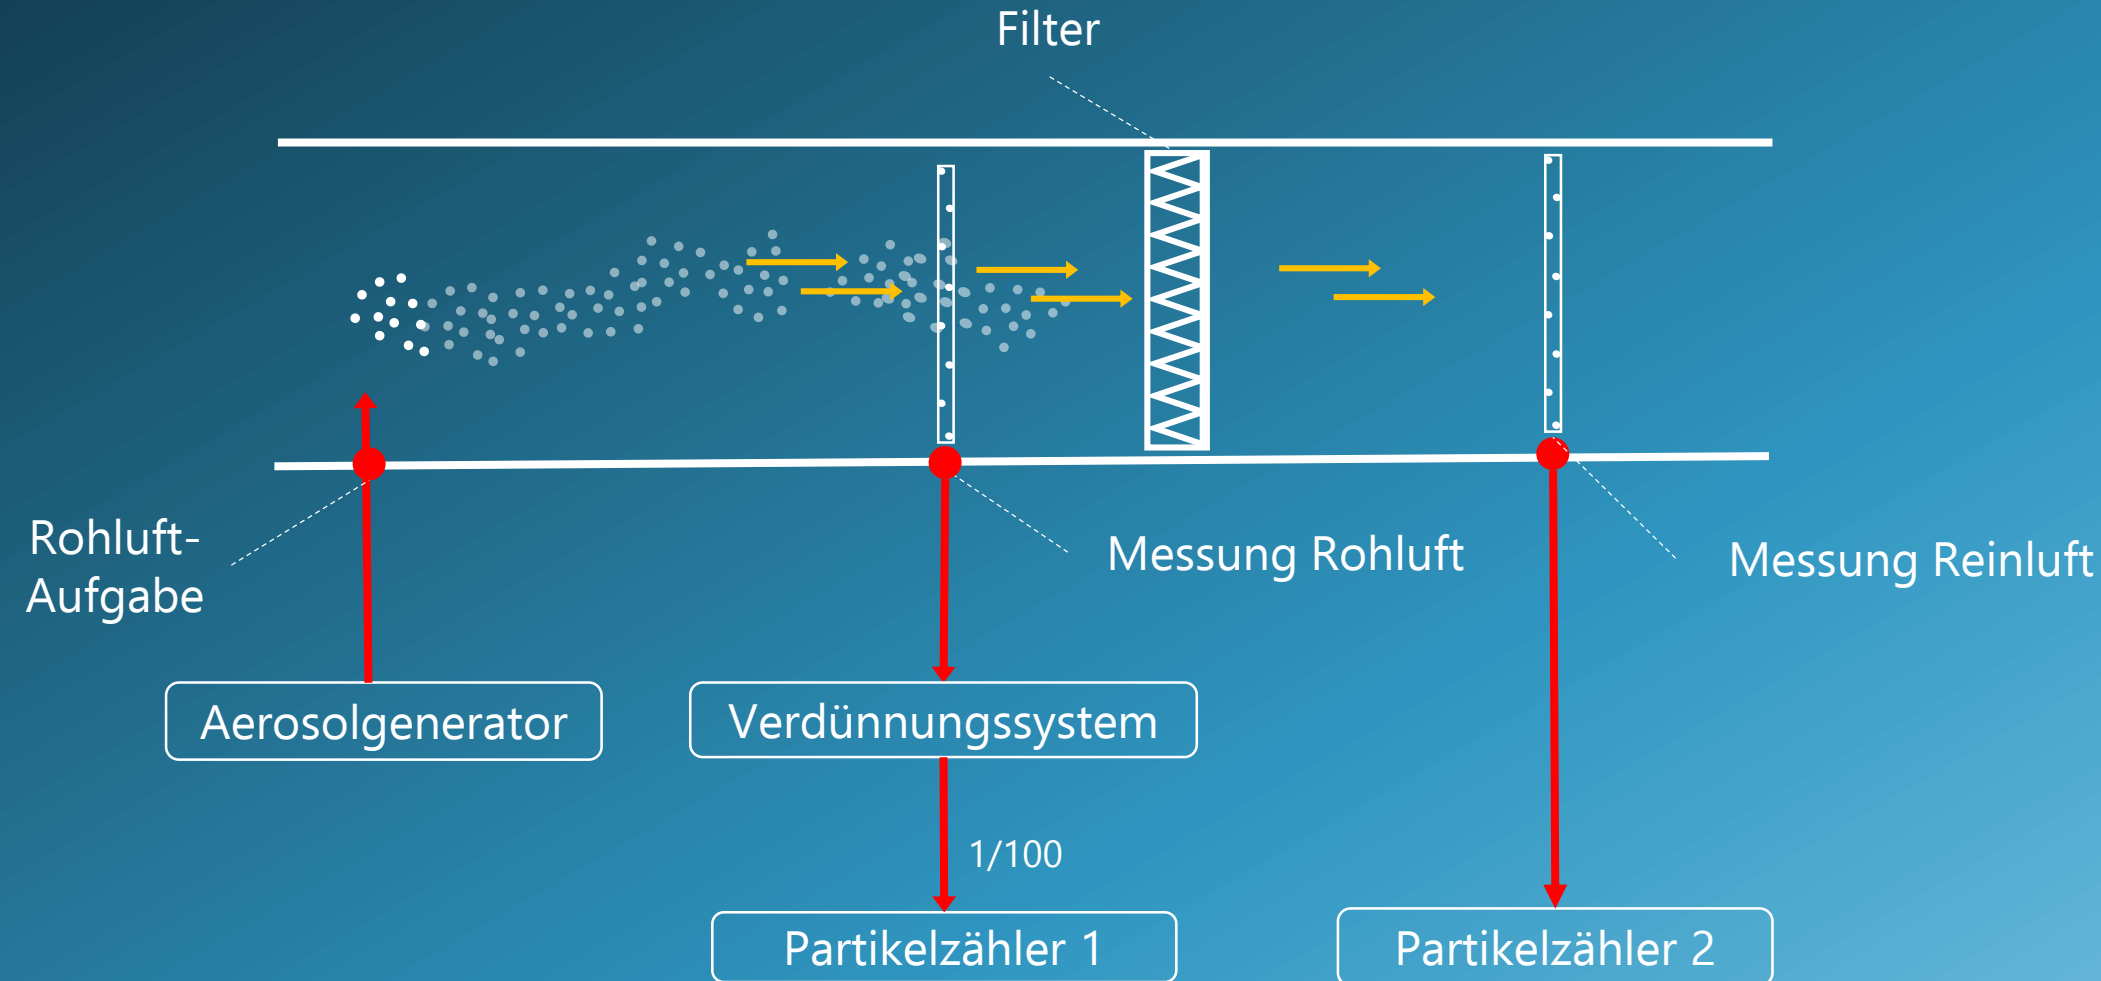 Filter
Rohluft-
Aufgabe
Messung Rohluft
Messung Reinluft
Aerosolgenerator
Verdünnungssystem
1/100
Partikelzähler 1
Partikelzähler 2